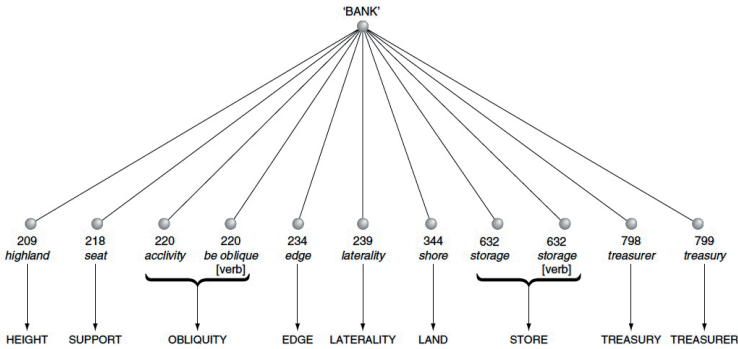 'BANK'
209 218 220 220 234 239 344 632 632 798 799
highland seat acclivity be oblique edge laterality shore storage storage treasurer treasury
[verb] [verb]
HEIGHT SUPPORT OBLIQUITY EDGE LATERALITY LAND STORE TREASURY TREASURER